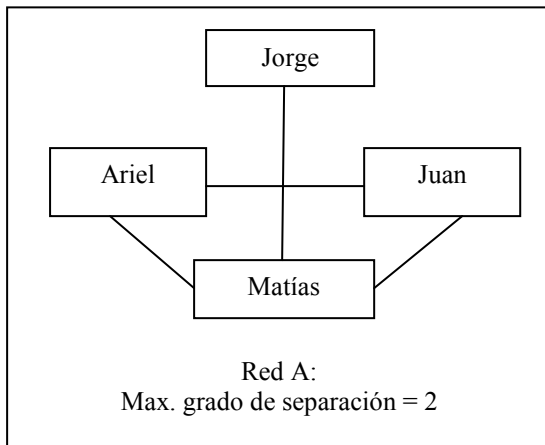 Jorge
Ariel
Juan
Matías
Red A:
Max. grado de separación = 2